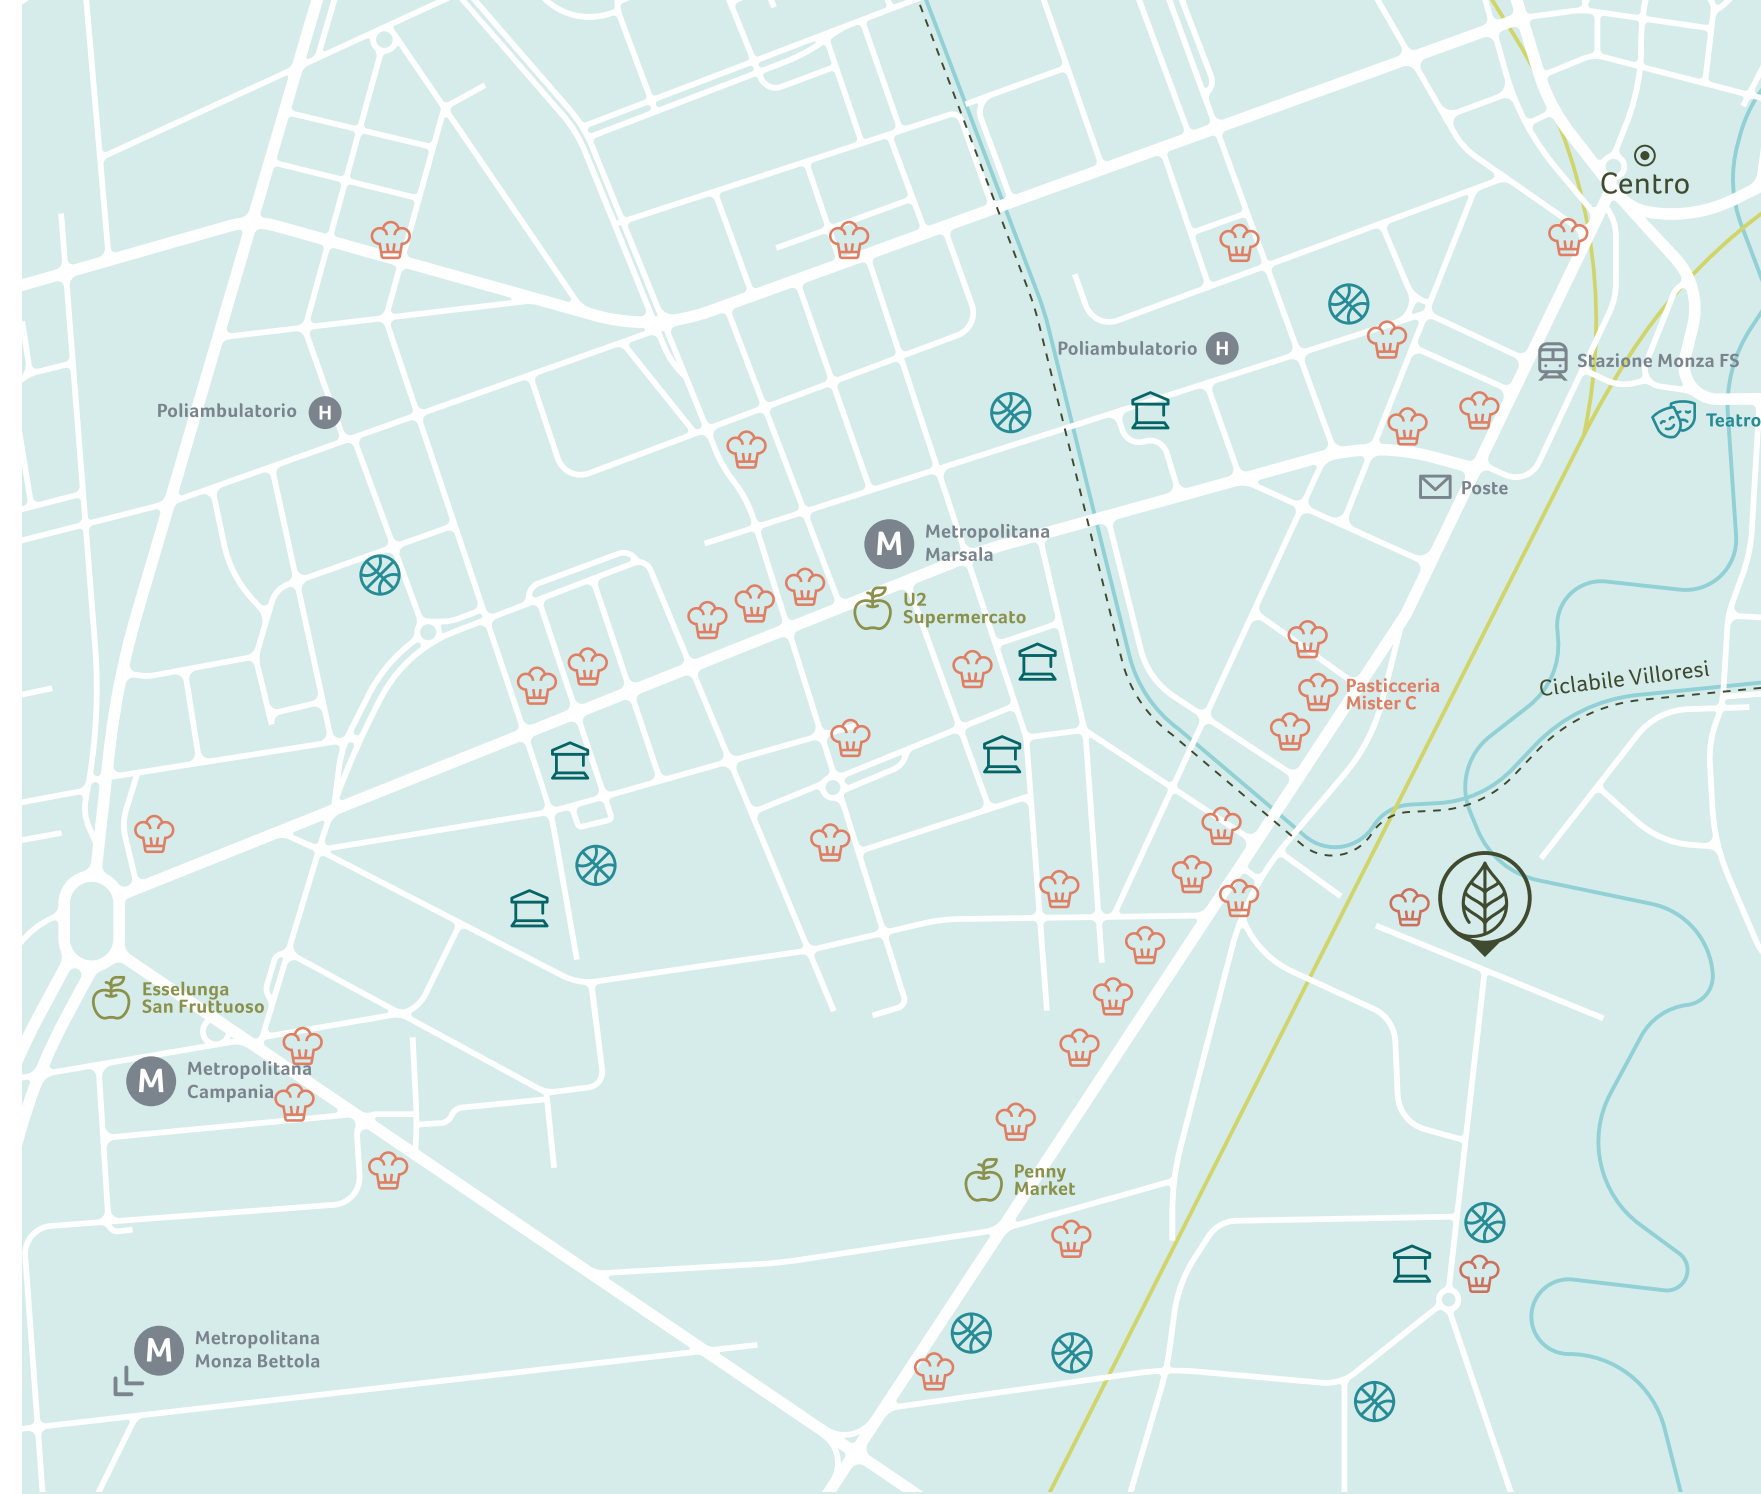 Centro
Poliambulatorio H
Stazione Monza FS
Poliambulatorio H
Teatro
Poste
M Metropolitana
Marsala
U2
Supermercato
Ciclabile Villoresi
Pasticceria
Mister C
Esselunga
San Fruttuoso
M Metropolitana
Campania
Penny
Market
M Metropolitana
Monza Bettola